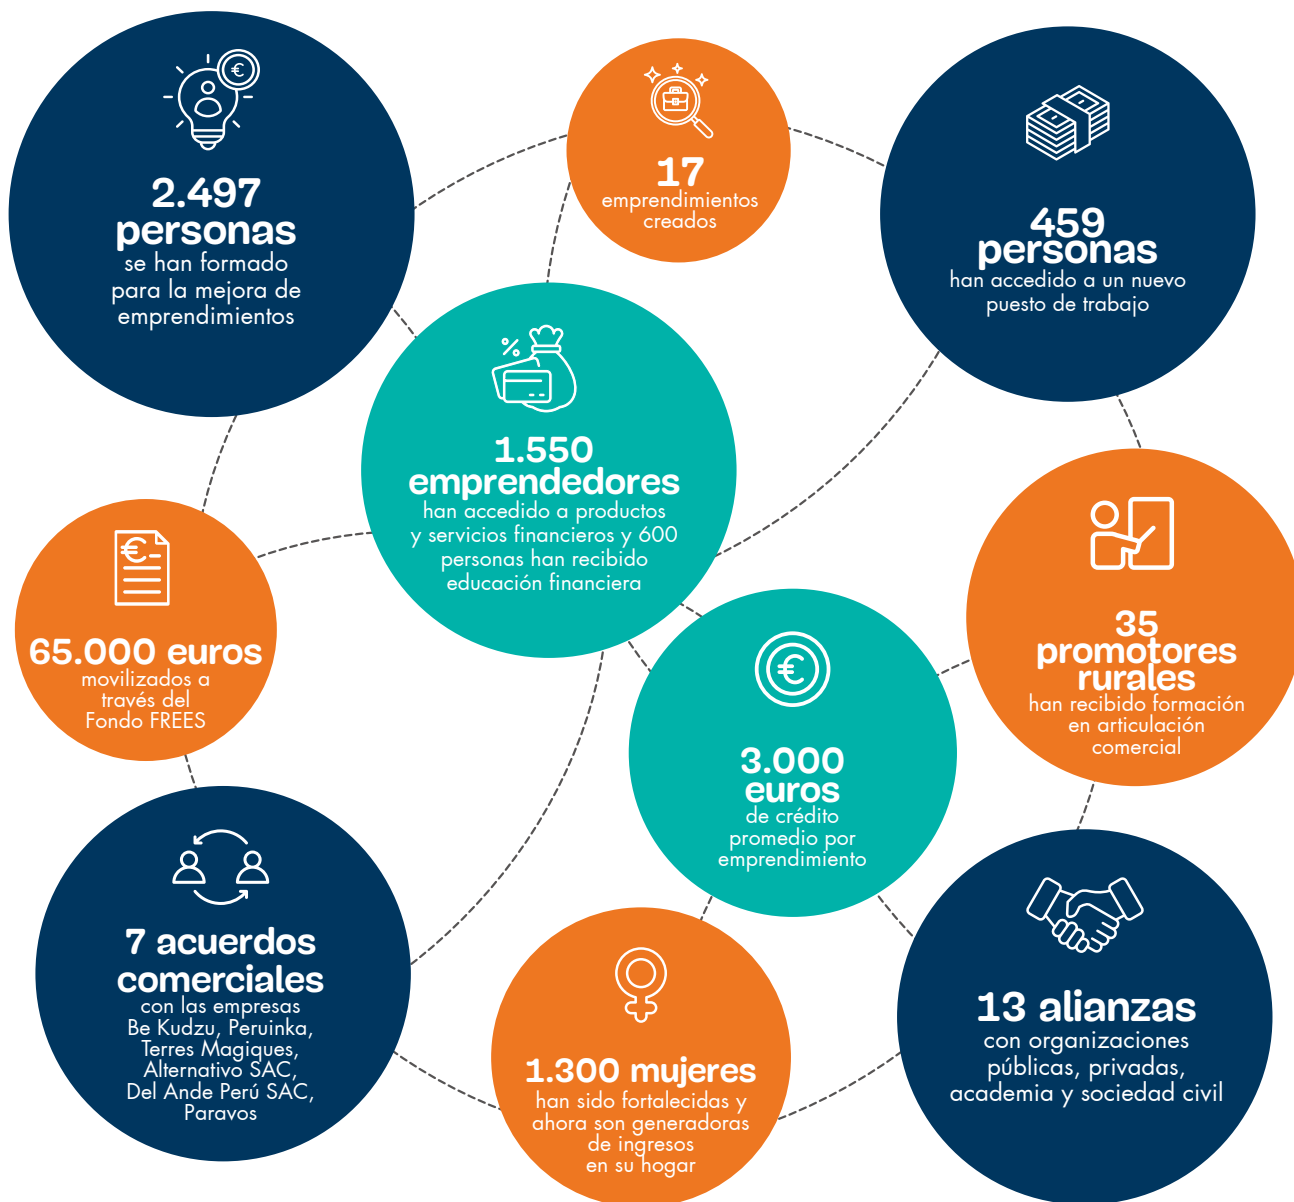 2.497
personas
se han formado
para la mejora de
emprendimientos
17
emprendimientos
creados
459
personas
han accedido a un nuevo
puesto de trabajo
1.550
emprendedores
han accedido a productos
y servicios financieros y 600
personas han recibido
educación financiera
65.000 euros
movilizados a
través del
Fondo FREES
35
promotores
rurales
han recibido formación
en articulación
comercial
3.000
euros
de crédito
promedio por
emprendimiento
7 acuerdos
comerciales
con las empresas
Be Kudzu, Peruinka,
Terres Magiques,
Alternativo SAC,
Del Ande Perú SAC,
Paravos
1.300 mujeres
han sido fortalecidas y
ahora son generadoras
de ingresos
en su hogar
13 alianzas
con organizaciones
públicas, privadas,
academia y sociedad civil